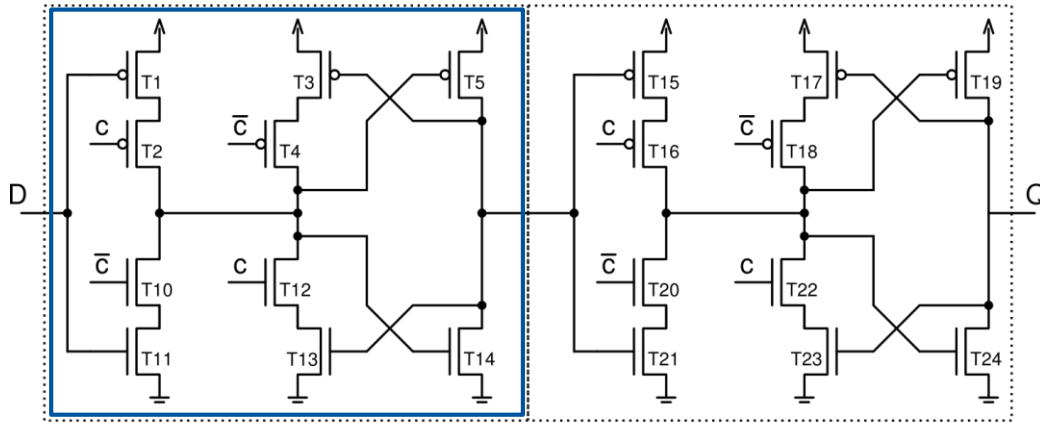 T1 T3 T5 T15 T17 T19
C C̅ C C̅
T2 T4 T16 T18
D Q
C̅ C C̅ C
T10 T12 T20 T22
T11 T13 T14 T21 T23 T24